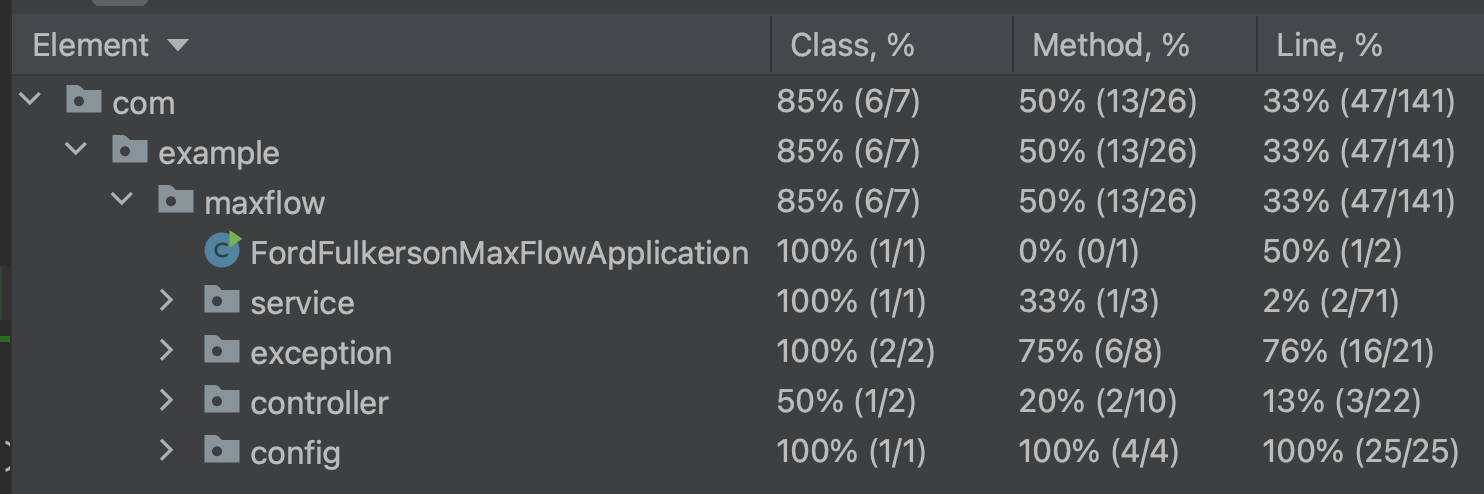 Element Class, % Method, % Line, %
com 85% (6/7) 50% (13/26) 33% (47/141)
example 85% (6/7) 50% (13/26) 33% (47/141)
maxflow 85% (6/7) 50% (13/26) 33% (47/141)
C FordFulkersonMaxFlowApplication 100% (1/1) 0% (0/1) 50% (1/2)
service 100% (1/1) 33% (1/3) 2% (2/71)
exception 100% (2/2) 75% (6/8) 76% (16/21)
controller 50% (1/2) 20% (2/10) 13% (3/22)
config 100% (1/1) 100% (4/4) 100% (25/25)